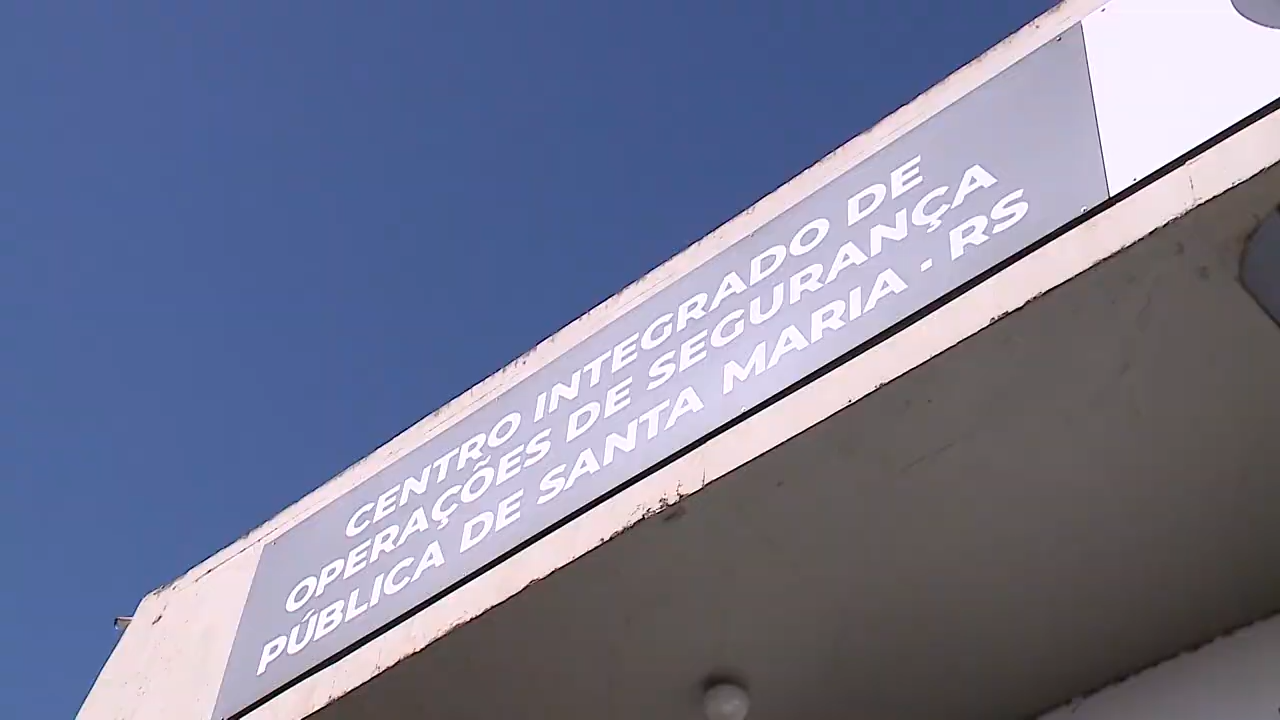 CENTRO INTEGRADO DE
OPERAÇÕES DE SEGURANÇA
PÚBLICA DE SANTA MARIA · RS